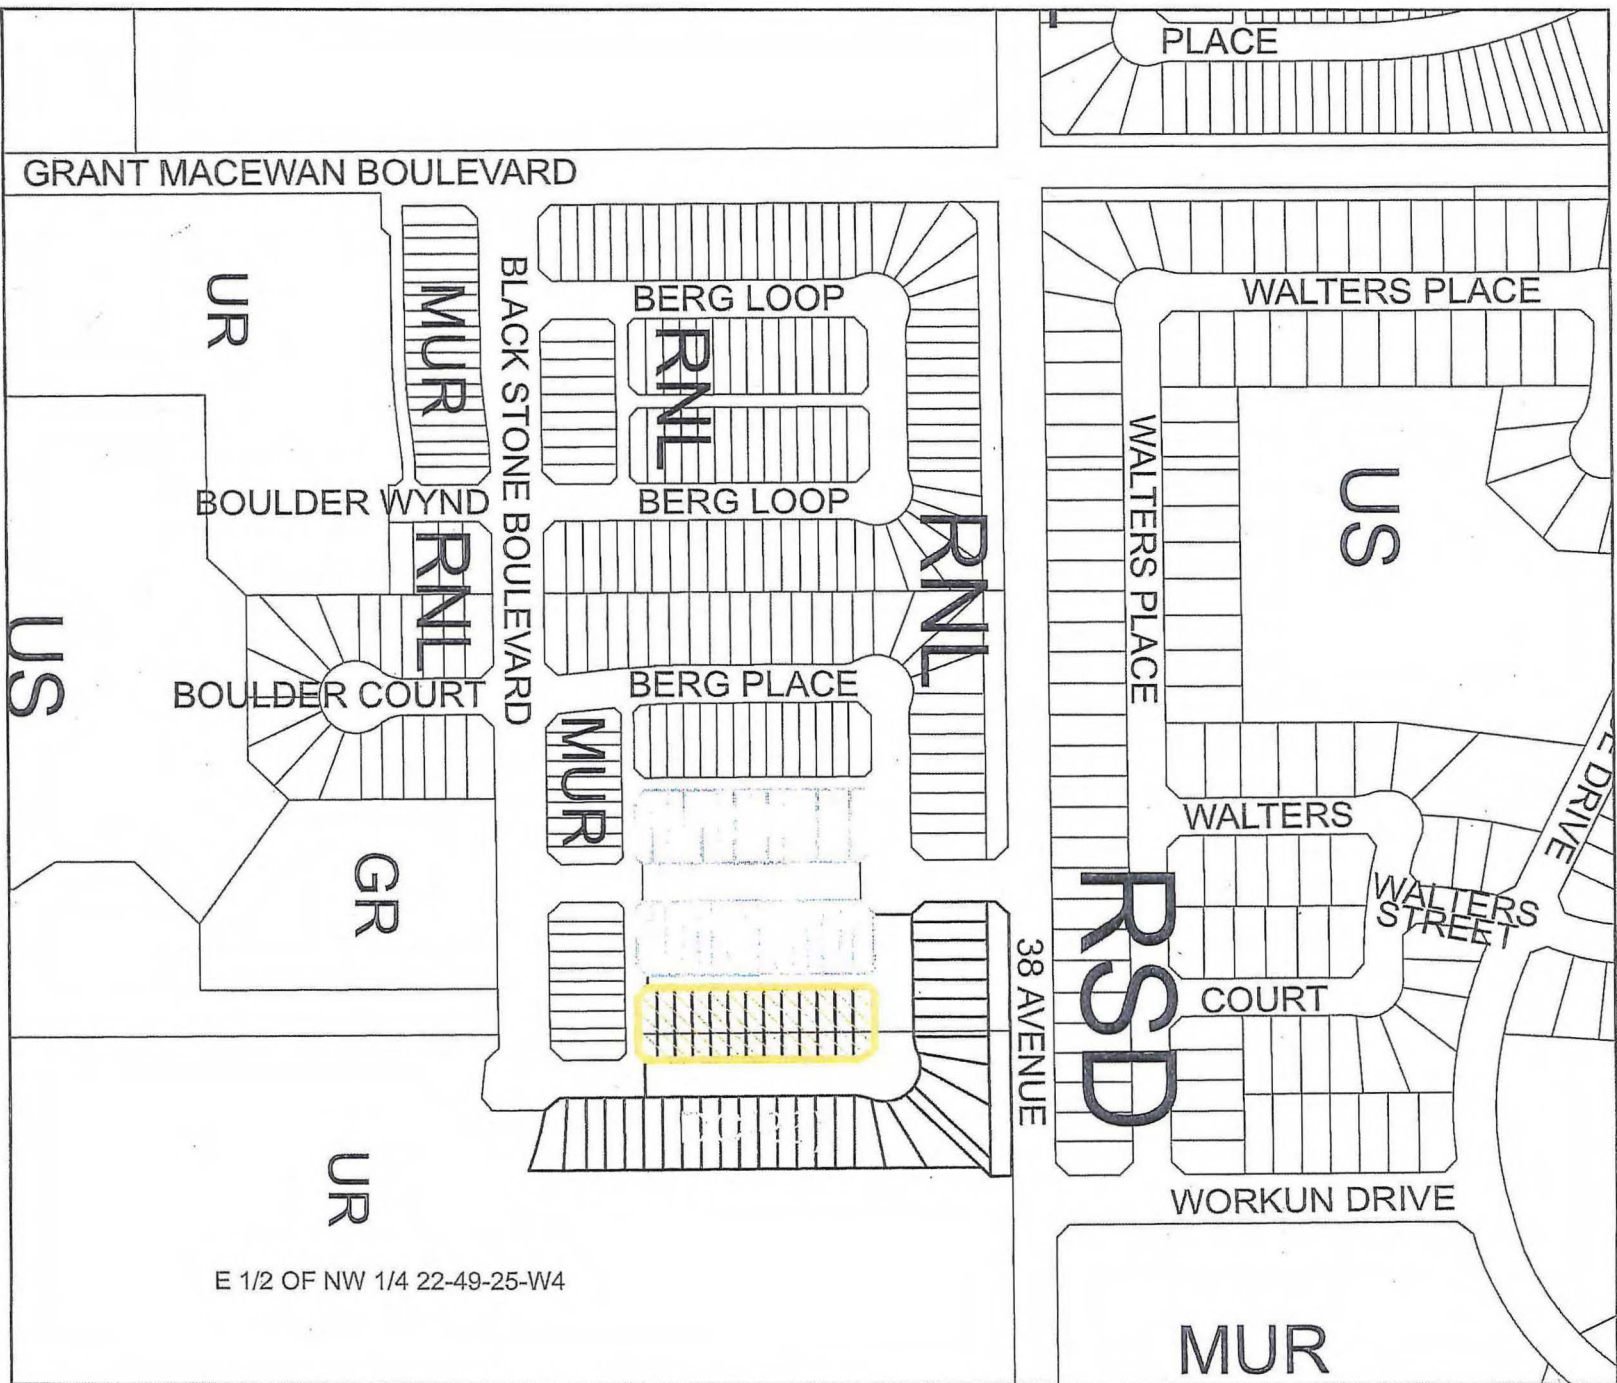 PLACE
GRANT MACEWAN BOULEVARD
UR
MUR
BLACK STONE BOULEVARD
BERG LOOP
RNL
WALTERS PLACE
WALTERS PLACE
US
BOULDER WYND
BERG LOOP
RNL
RNL
US
BOULDER COURT
BERG PLACE
MUR
WALTERS
DRIVE
GR
RSD
WALTERS
STREET
38 AVENUE
COURT
UR
WORKUN DRIVE
E 1/2 OF NW 1/4 22-49-25-W4
MUR